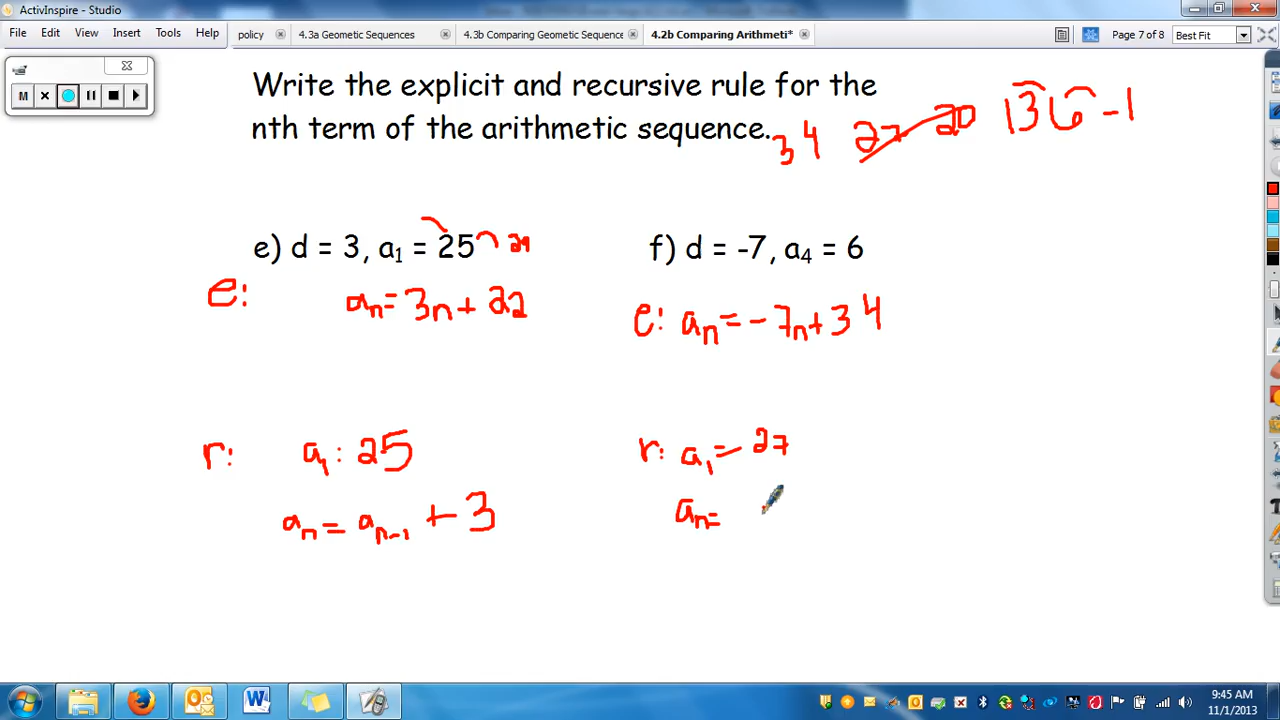 ActivInspire - Studio
File Edit View Insert Tools Help
policy
4.3a Geometic Sequences
4.3b Comparing Geometic Sequence
4.2b Comparing Arithmeti*
Page 7 of 8
Best Fit
M
Write the explicit and recursive rule for the
nth term of the arithmetic sequence.
34 27 20 13 6 -1
e) d = 3, a₁ = 25
f) d = -7, a₄ = 6
e: aₙ = 3n + 22
e: aₙ = -7n + 34
r: a₁: 25
r: a₁ = 27
aₙ = aₙ₋₁ + 3
aₙ =
W
9:45 AM
11/1/2013